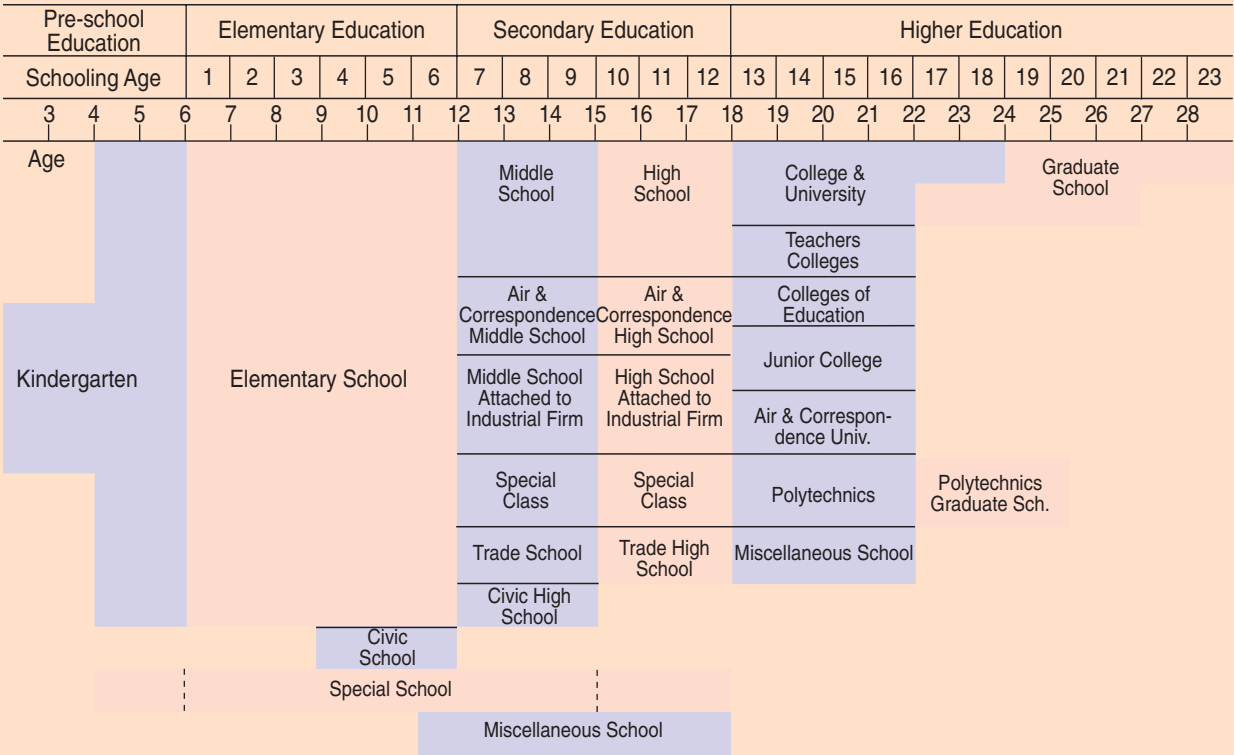 Pre-school
Education
Elementary Education
Secondary Education
Higher Education
Schooling Age 1 2 3 4 5 6 7 8 9 10 11 12 13 14 15 16 17 18 19 20 21 22 23
3 4 5 6 7 8 9 10 11 12 13 14 15 16 17 18 19 20 21 22 23 24 25 26 27 28
Age
Kindergarten
Elementary School
Middle
School
High
School
College &
University
Graduate
School
Teachers
Colleges
Air &
Correspondence
Middle School
Air &
Correspondence
High School
Colleges of
Education
Junior College
Middle School
Attached to
Industrial Firm
High School
Attached to
Industrial Firm
Air & Correspon-
dence Univ.
Special
Class
Special
Class
Polytechnics
Polytechnics
Graduate Sch.
Trade School
Trade High
School
Miscellaneous School
Civic High
School
Civic
School
Special School
Miscellaneous School